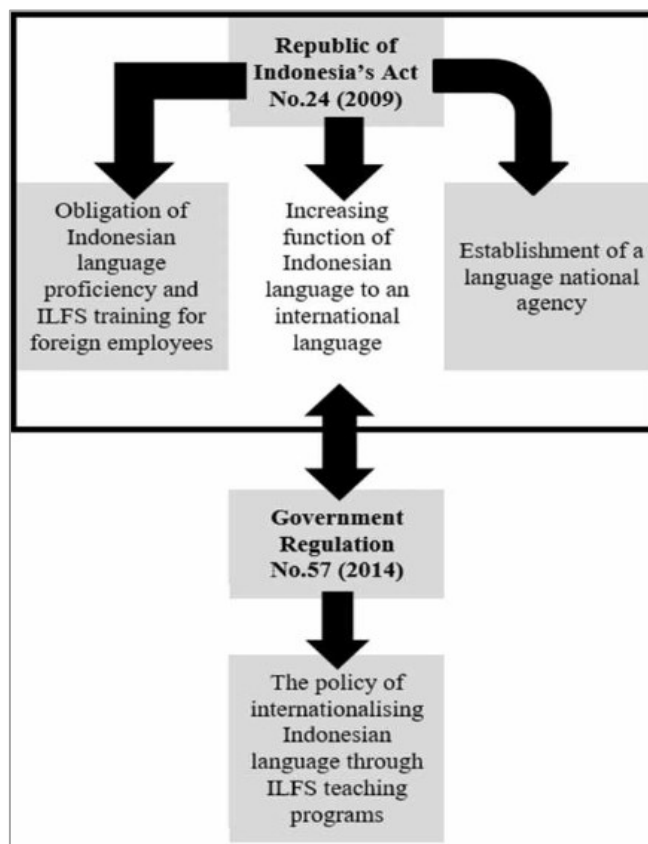 Republic of
Indonesia's Act
No.24 (2009)
Obligation of
Indonesian
language
proficiency and
ILFS training for
foreign employees
Increasing
function of
Indonesian
language to an
international
language
Establishment of a
language national
agency
Government
Regulation
No.57 (2014)
The policy of
internationalising
Indonesian
language through
ILFS teaching
programs